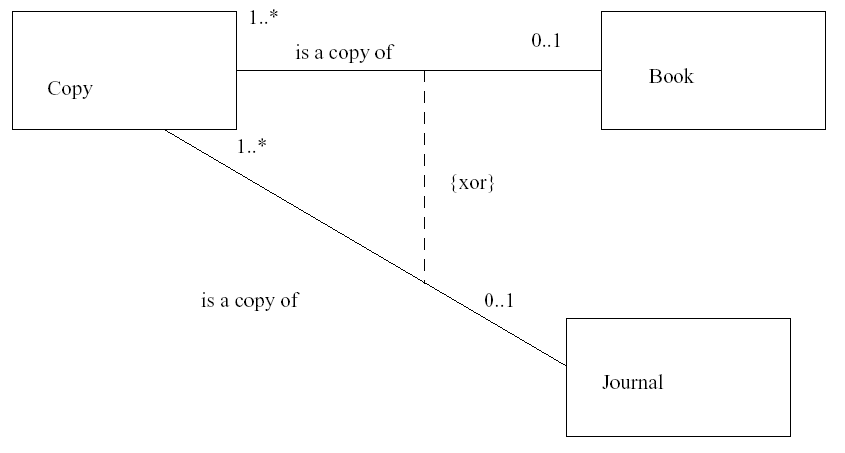 1..*
is a copy of
0..1
Copy
Book
1..*
{xor}
is a copy of
0..1
Journal